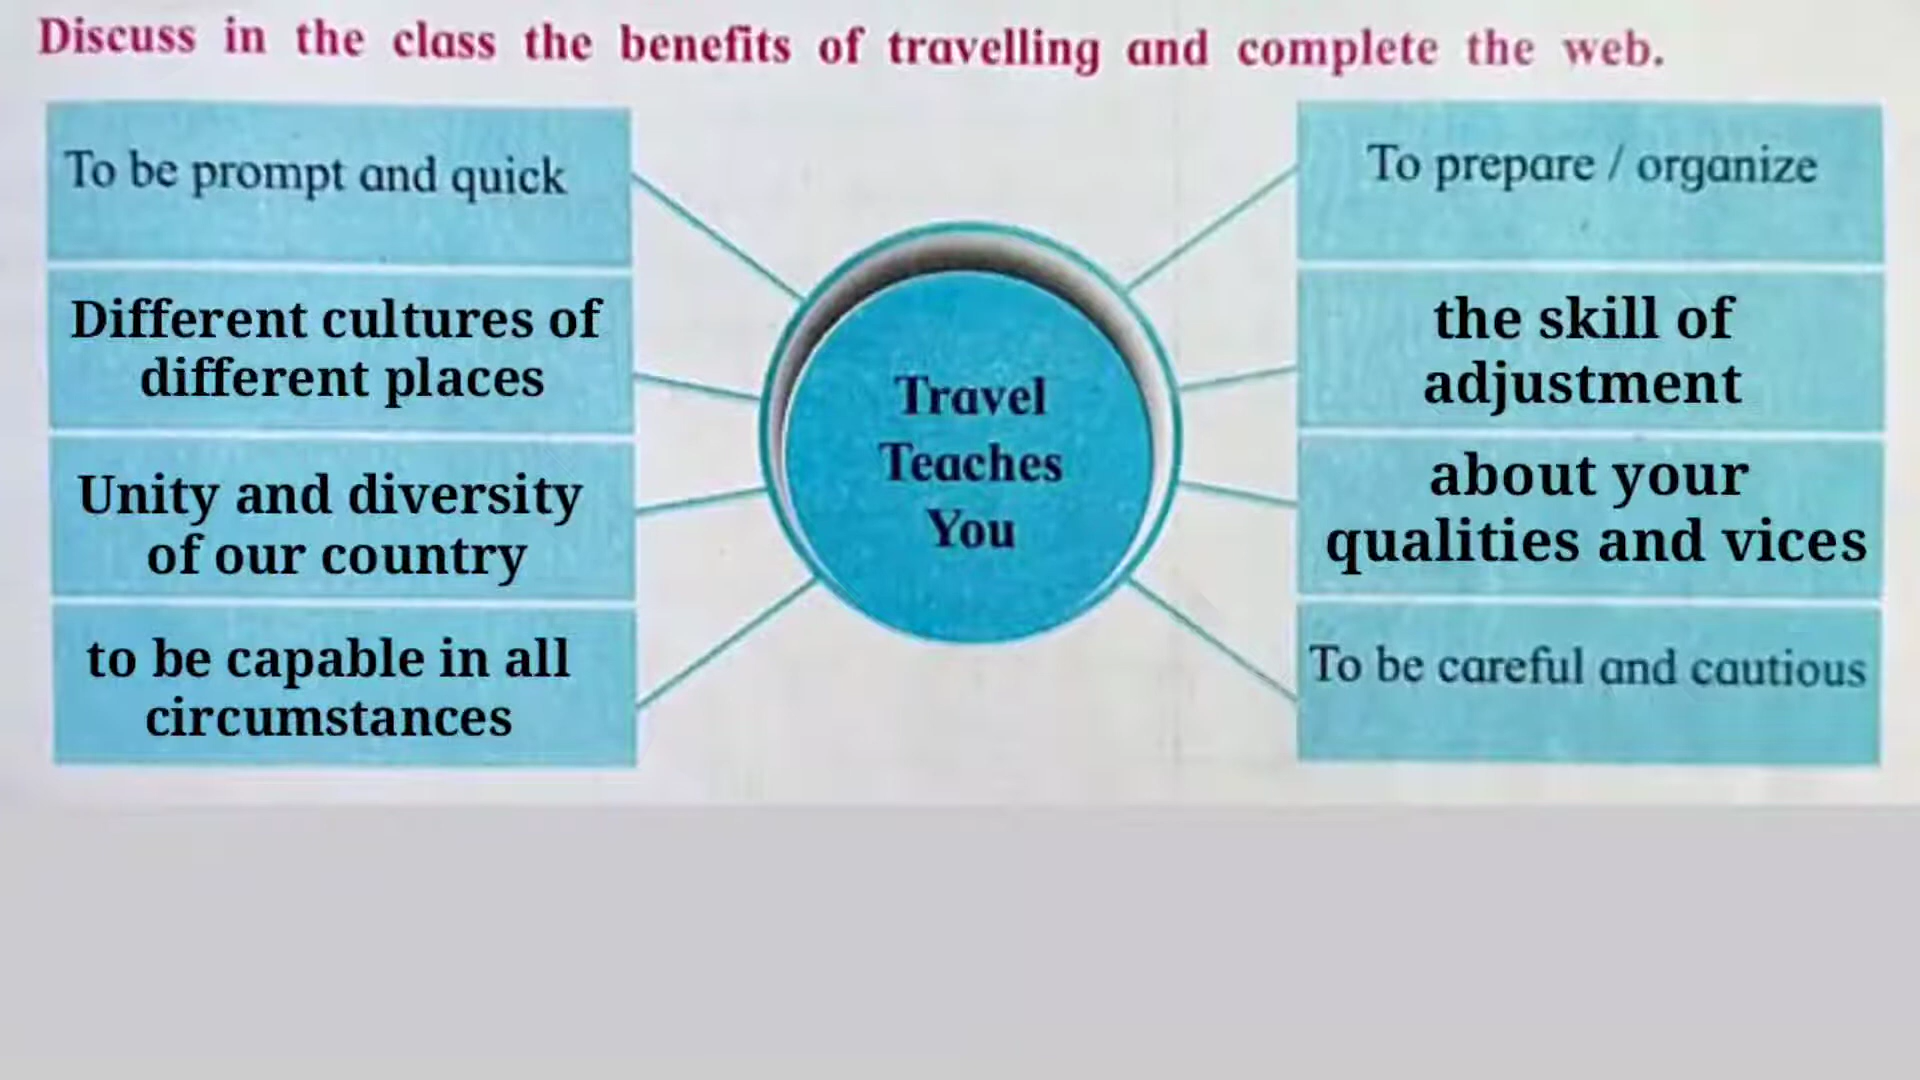 Discuss in the class the benefits of travelling and complete the web.
To be prompt and quick
Different cultures of
different places
Unity and diversity
of our country
to be capable in all
circumstances
Travel
Teaches
You
To prepare / organize
the skill of
adjustment
about your
qualities and vices
To be careful and cautious